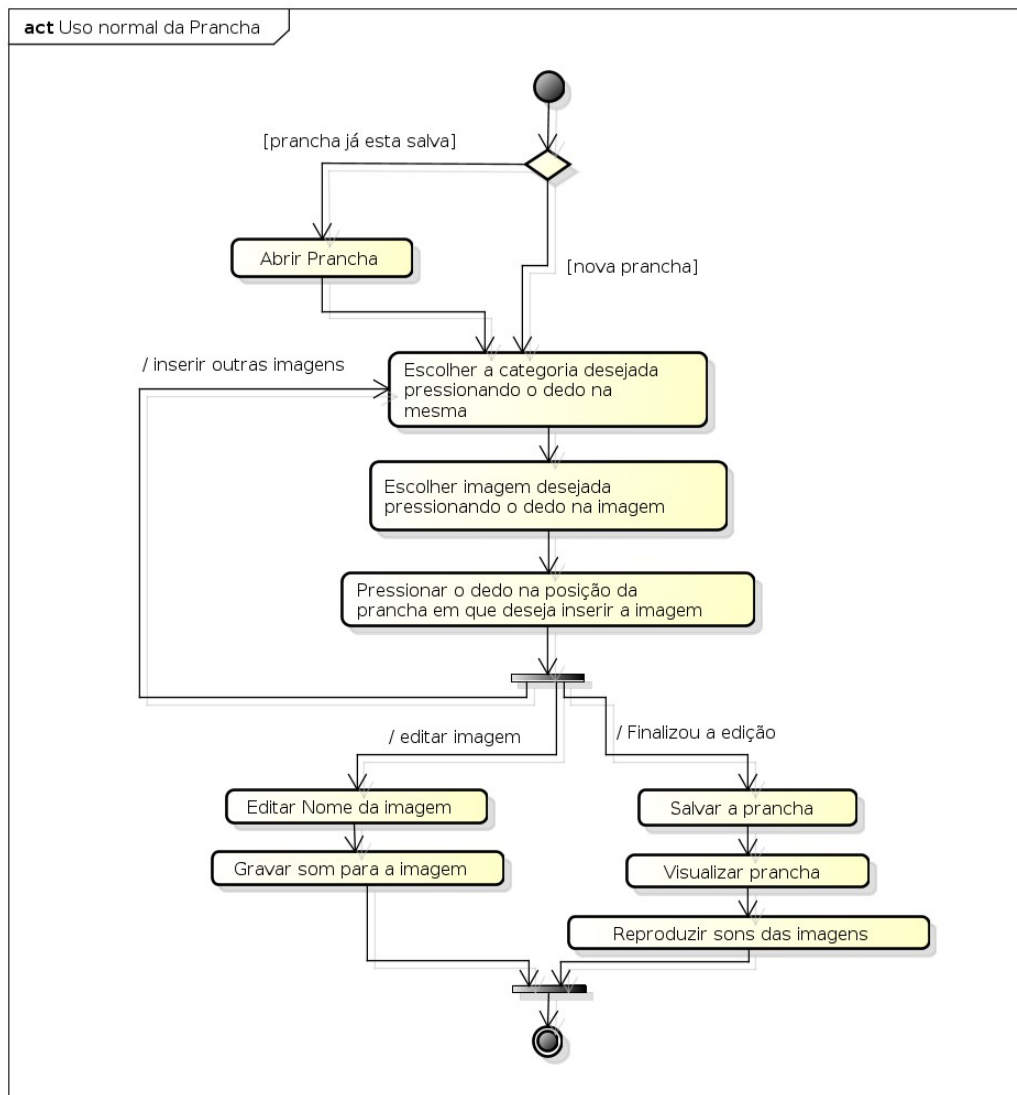 act Uso normal da Prancha
[prancha já esta salva]
Abrir Prancha
[nova prancha]
/ inserir outras imagens
Escolher a categoria desejada
pressionando o dedo na
mesma
Escolher imagem desejada
pressionando o dedo na imagem
Pressionar o dedo na posição da
prancha em que deseja inserir a imagem
/ editar imagem
/ Finalizou a edição
Editar Nome da imagem
Salvar a prancha
Gravar som para a imagem
Visualizar prancha
Reproduzir sons das imagens